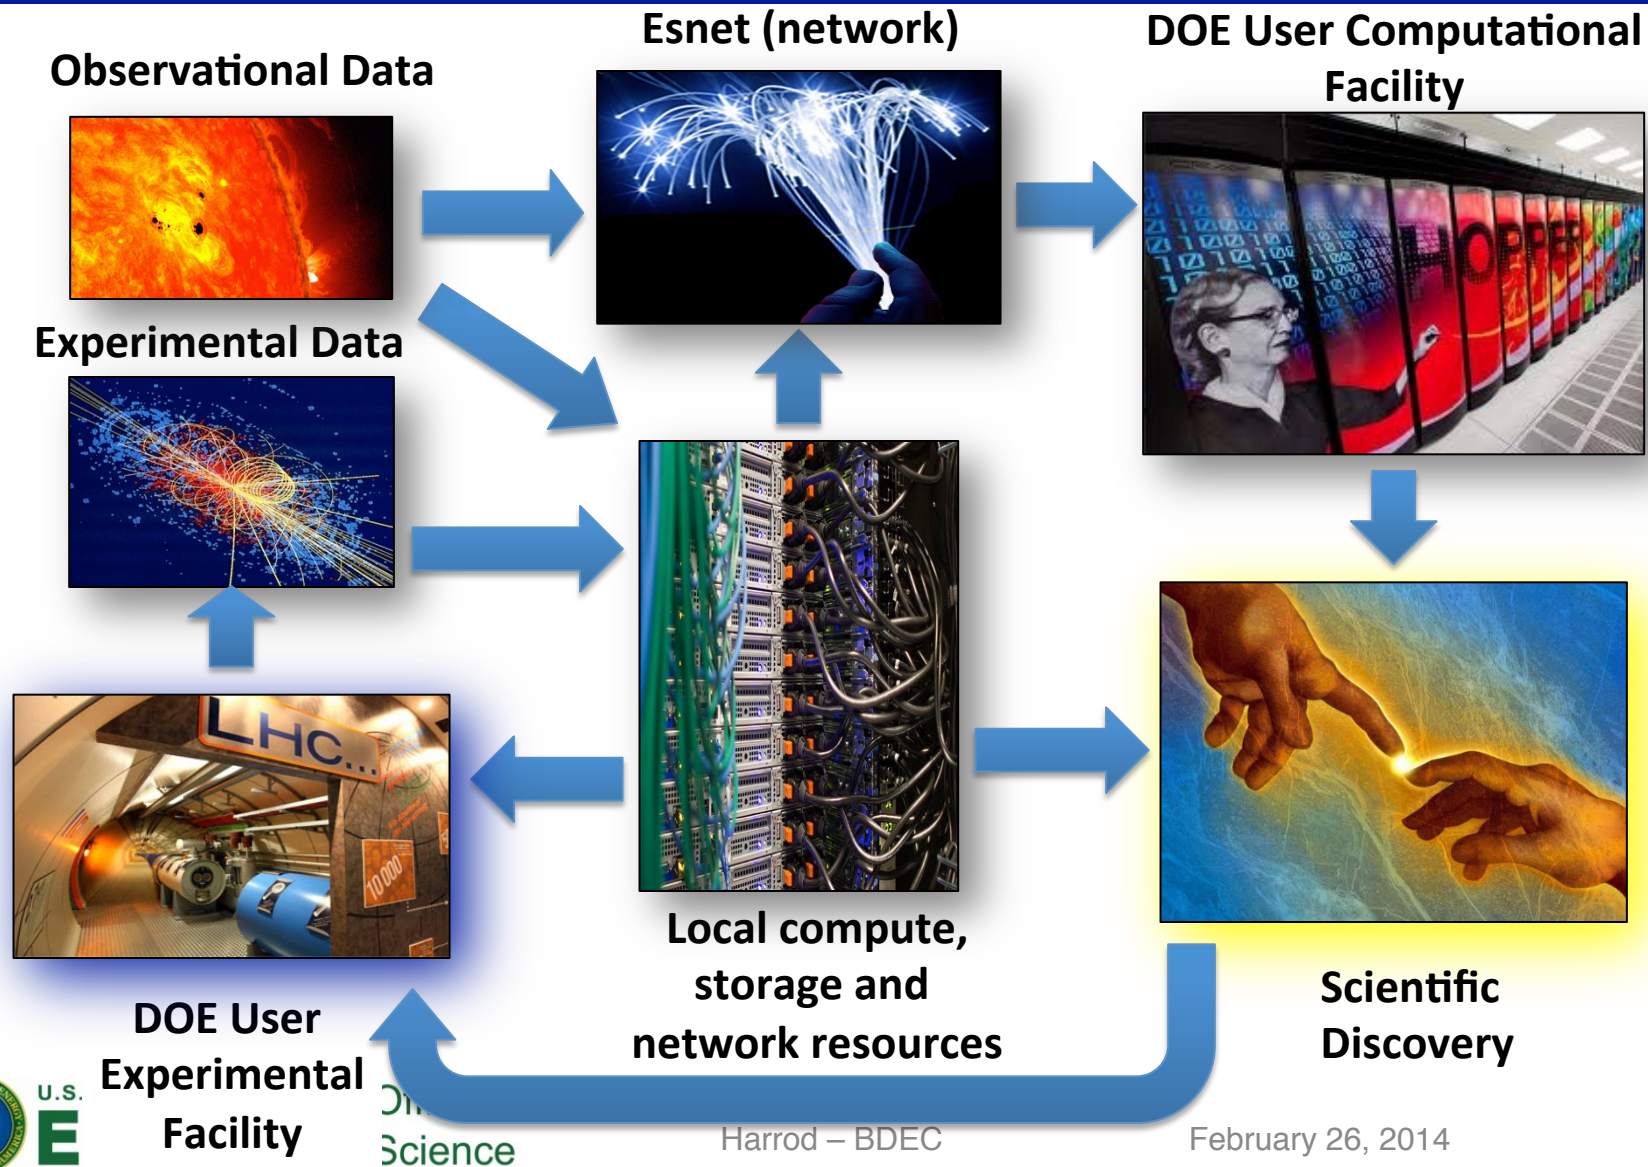 Esnet (network)
DOE User Computational
Facility
Observational Data
CRAY
HOPPER
Experimental Data
LHC...
10 000
Local compute,
storage and
network resources
DOE User
Experimental
Facility
Scientific
Discovery
U.S.
E
Science
Harrod – BDEC
February 26, 2014